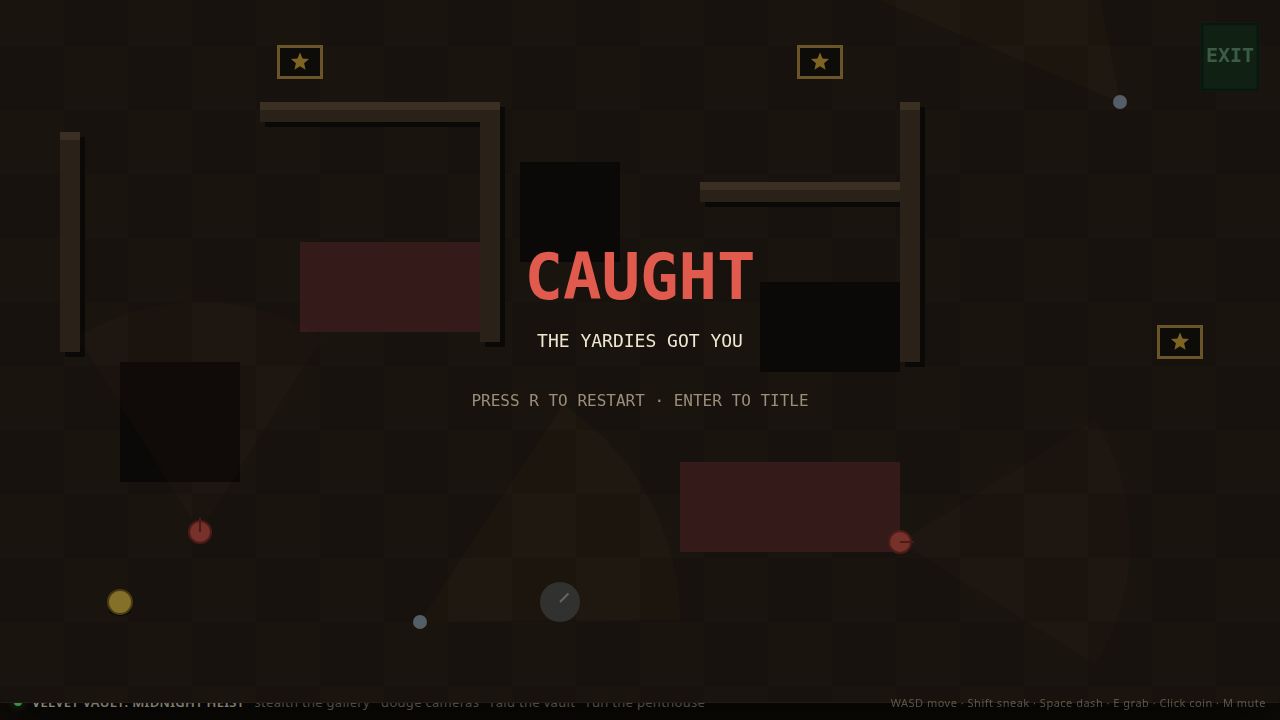 EXIT
CAUGHT
THE YARDIES GOT YOU
PRESS R TO RESTART · ENTER TO TITLE
VELVET VAULT: MIDNIGHT HEIST stealth the gallery · dodge cameras · raid the vault · run the penthouse
WASD move · Shift sneak · Space dash · E grab · Click coin · M mute